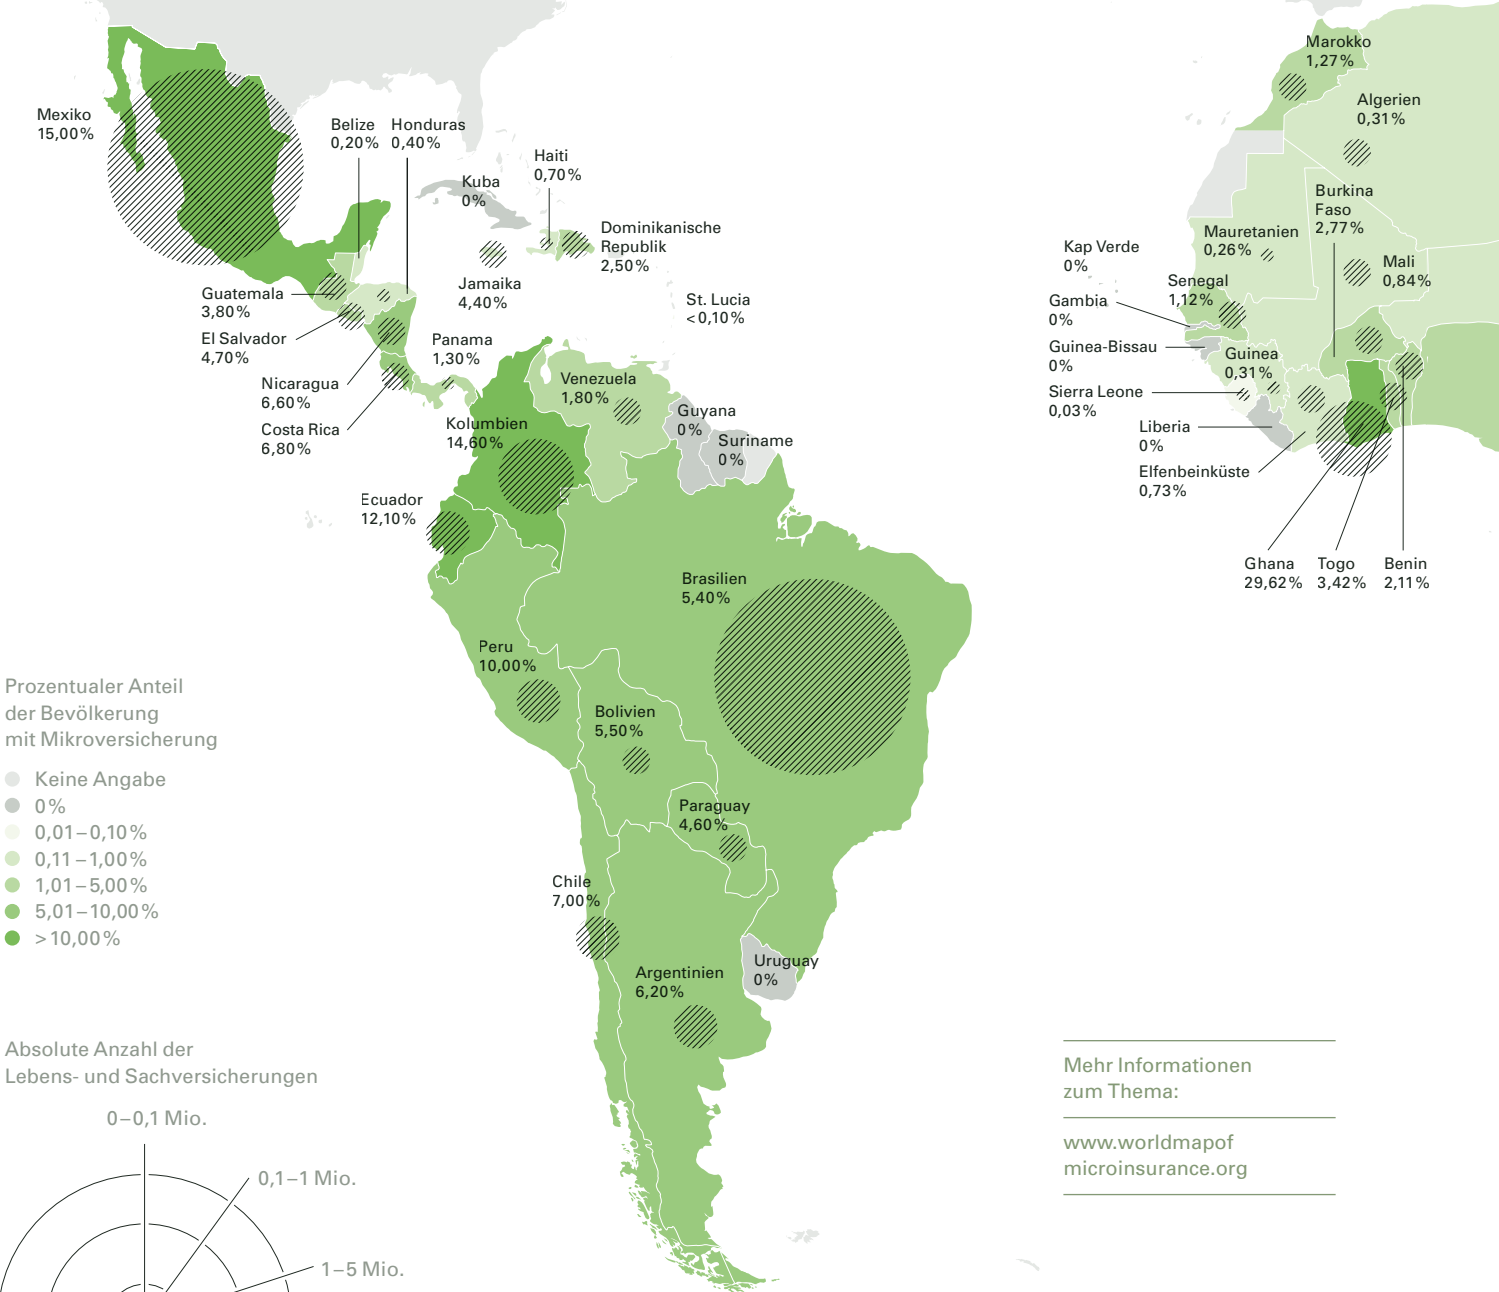 Mexiko
15,00%
Belize
0,20%
Honduras
0,40%
Haiti
0,70%
Kuba
0%
Dominikanische
Republik
2,50%
Jamaika
4,40%
St. Lucia
<0,10%
Guatemala
3,80%
El Salvador
4,70%
Panama
1,30%
Nicaragua
6,60%
Costa Rica
6,80%
Venezuela
1,80%
Kolumbien
14,60%
Guyana
0%
Suriname
0%
Ecuador
12,10%
Brasilien
5,40%
Peru
10,00%
Bolivien
5,50%
Paraguay
4,60%
Chile
7,00%
Argentinien
6,20%
Uruguay
0%
Marokko
1,27%
Algerien
0,31%
Burkina
Faso
2,77%
Mauretanien
0,26%
Mali
0,84%
Kap Verde
0%
Senegal
1,12%
Gambia
0%
Guinea-Bissau
0%
Guinea
0,31%
Sierra Leone
0,03%
Liberia
0%
Elfenbeinküste
0,73%
Ghana
29,62%
Togo
3,42%
Benin
2,11%
Prozentualer Anteil
der Bevölkerung
mit Mikroversicherung
Keine Angabe
0%
0,01–0,10%
0,11–1,00%
1,01–5,00%
5,01–10,00%
>10,00%
Absolute Anzahl der
Lebens- und Sachversicherungen
0–0,1 Mio.
0,1–1 Mio.
1–5 Mio.
Mehr Informationen
zum Thema:
www.worldmapof
microinsurance.org